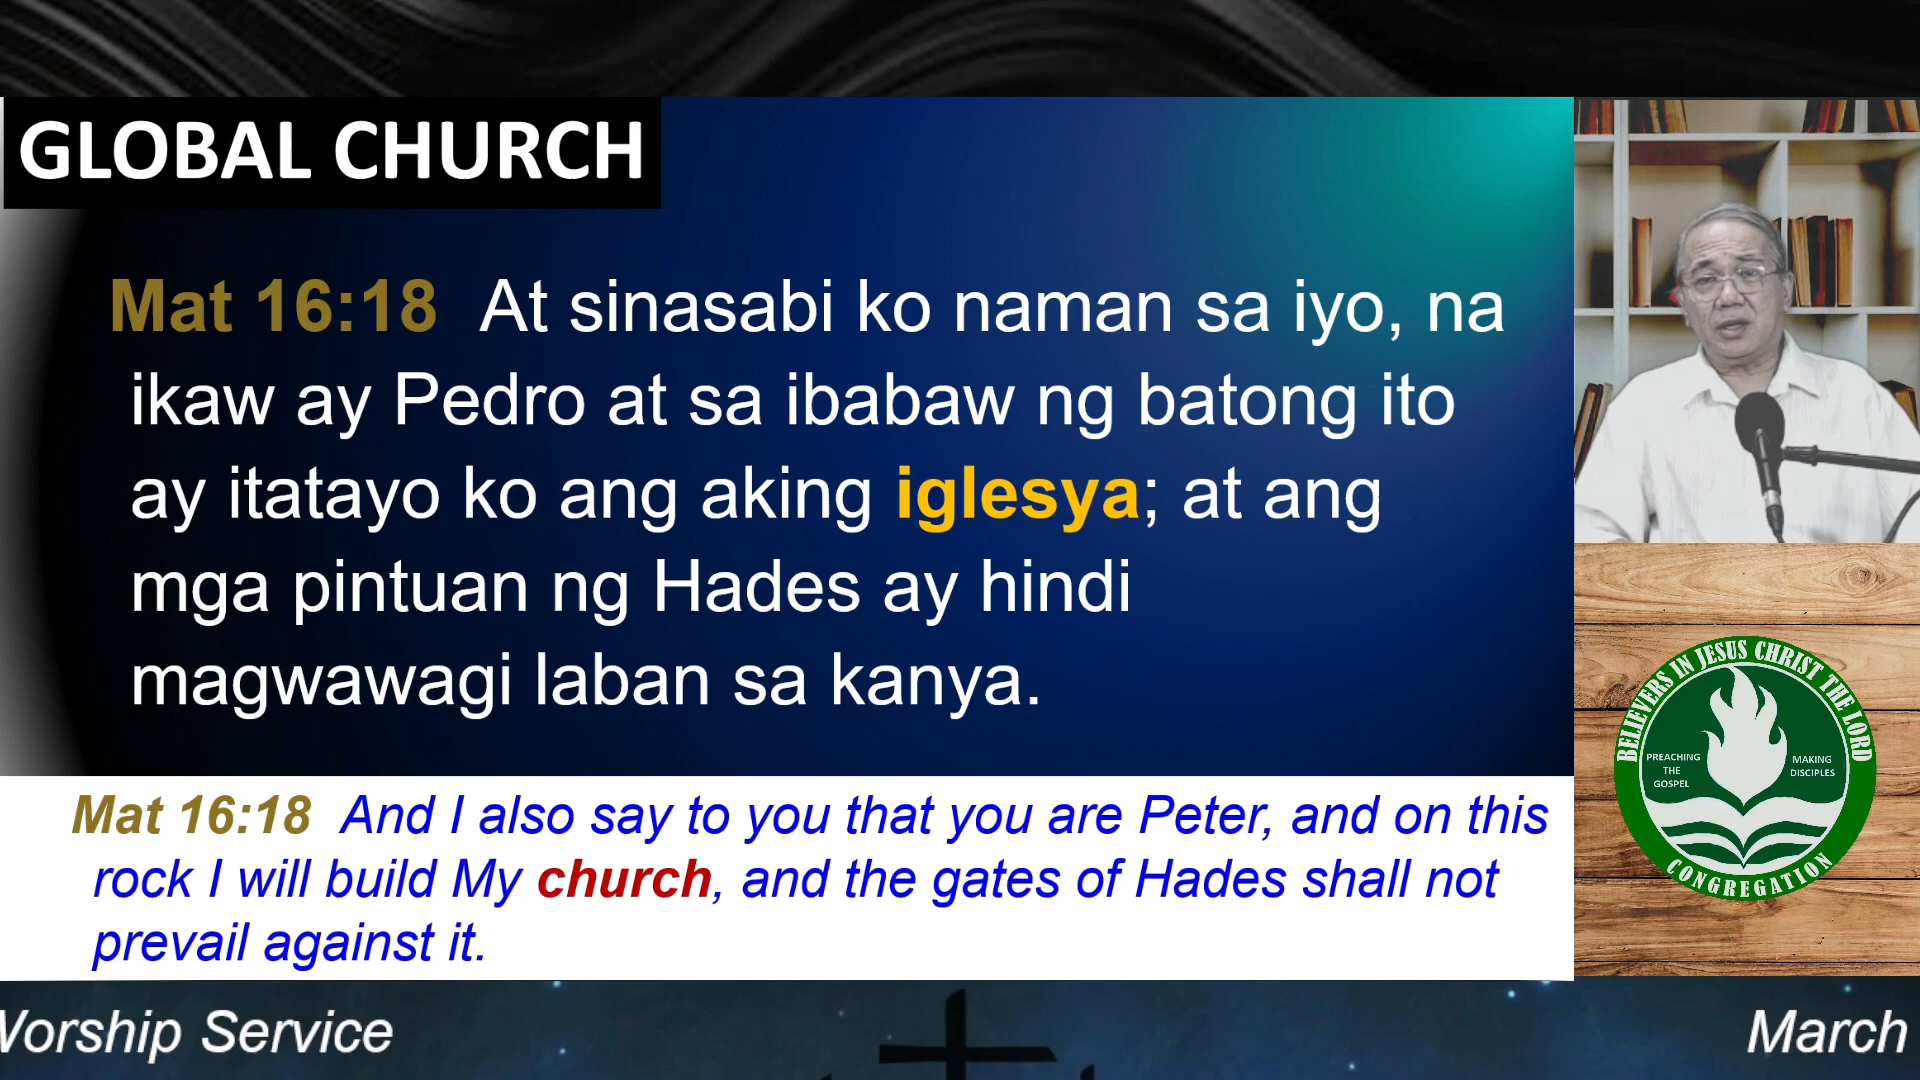 GLOBAL CHURCH
Mat 16:18 At sinasabi ko naman sa iyo, na
ikaw ay Pedro at sa ibabaw ng batong ito
ay itatayo ko ang aking iglesya; at ang
mga pintuan ng Hades ay hindi
magwawagi laban sa kanya.
Mat 16:18 And I also say to you that you are Peter, and on this
rock I will build My church, and the gates of Hades shall not
prevail against it.
BELIEVERS IN JESUS CHRIST THE LORD
PREACHING
THE
GOSPEL
MAKING
DISCIPLES
CONGREGATION
Worship Service
March